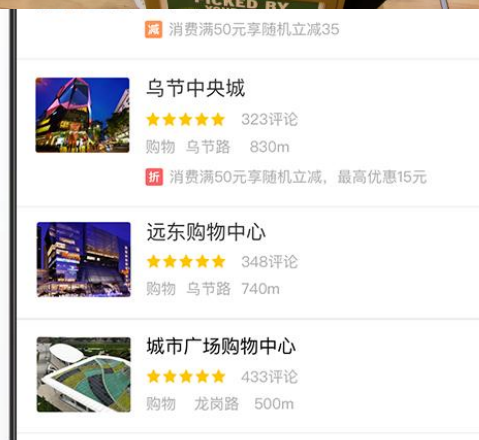 PICKED BY
减 消费满50元享随机立减35
乌节中央城
323评论
购物 乌节路 830m
折 消费满50元享随机立减，最高优惠15元
远东购物中心
348评论
购物 乌节路 740m
城市广场购物中心
433评论
购物 龙岗路 500m